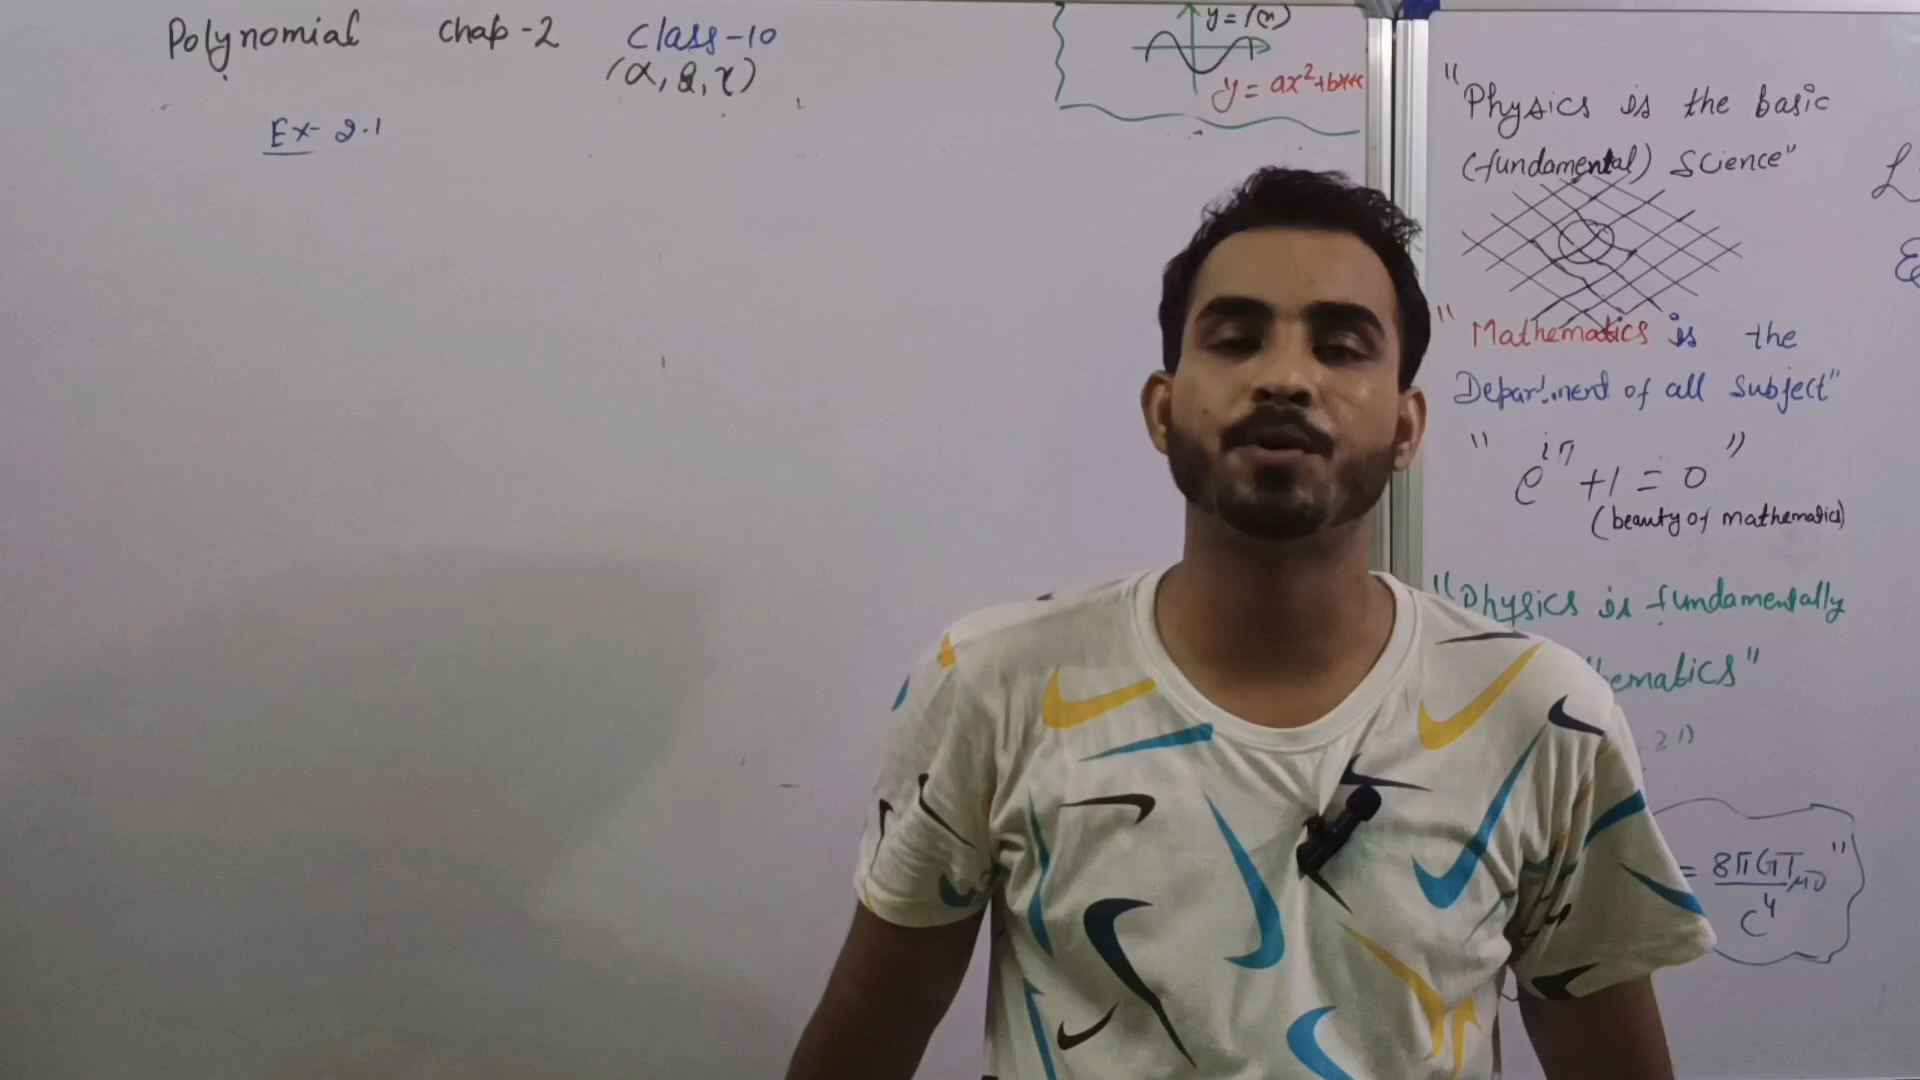 Polynomial Chap-2 Class-10
(α, β, γ)
Ex- 2.1
y = f(x)
y = ax²+bx+c
"Physics is the basic
(fundamental) Science"
"Mathematics is the
Department of all Subject"
"e^{iπ} + 1 = 0"
(beauty of mathematics)
"Physics is fundamentally
ematics"
= 8πGTμν / c⁴"